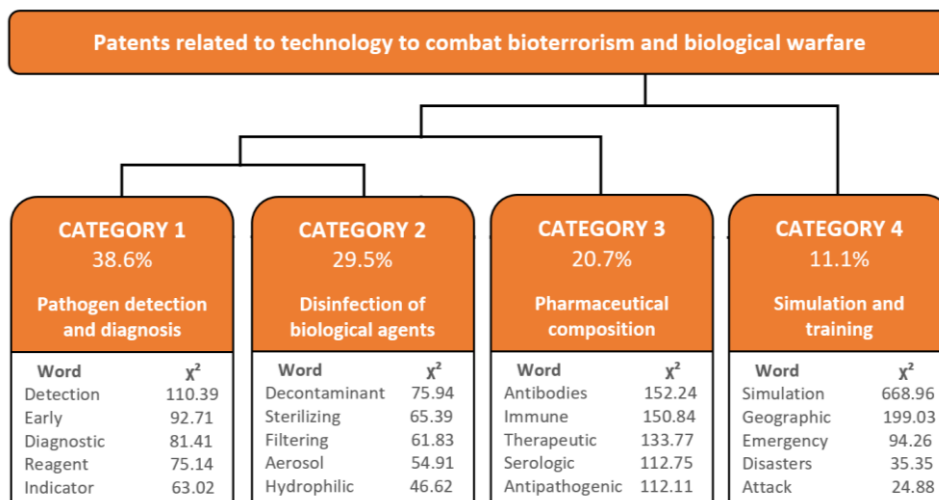 Patents related to technology to combat bioterrorism and biological warfare
CATEGORY 1
38.6%
Pathogen detection
and diagnosis
Word χ²
Detection 110.39
Early 92.71
Diagnostic 81.41
Reagent 75.14
Indicator 63.02
CATEGORY 2
29.5%
Disinfection of
biological agents
Word χ²
Decontaminant 75.94
Sterilizing 65.39
Filtering 61.83
Aerosol 54.91
Hydrophilic 46.62
CATEGORY 3
20.7%
Pharmaceutical
composition
Word χ²
Antibodies 152.24
Immune 150.84
Therapeutic 133.77
Serologic 112.75
Antipathogenic 112.11
CATEGORY 4
11.1%
Simulation and
training
Word χ²
Simulation 668.96
Geographic 199.03
Emergency 94.26
Disasters 35.35
Attack 24.88